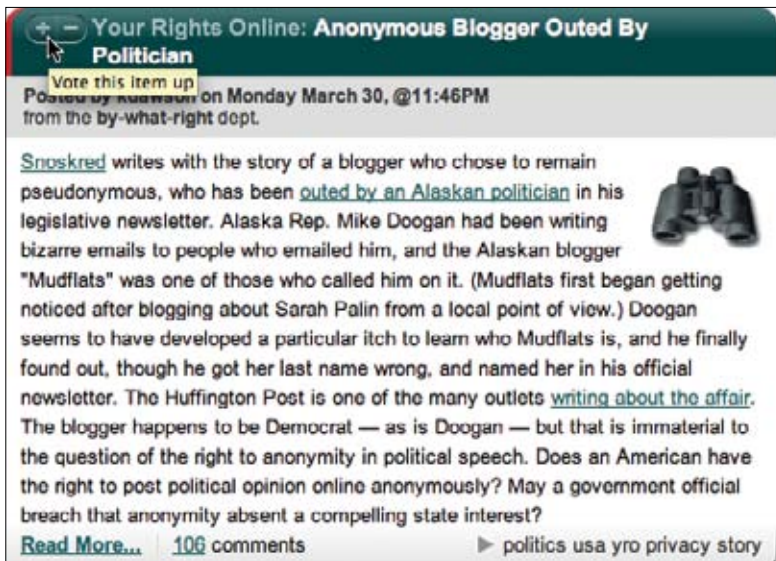 + − Your Rights Online: Anonymous Blogger Outed By
Politician
Vote this item up
Posted by kdawson on Monday March 30, @11:46PM
from the by-what-right dept.
Snoskred writes with the story of a blogger who chose to remain
pseudonymous, who has been outed by an Alaskan politician in his
legislative newsletter. Alaska Rep. Mike Doogan had been writing
bizarre emails to people who emailed him, and the Alaskan blogger
"Mudflats" was one of those who called him on it. (Mudflats first began getting
noticed after blogging about Sarah Palin from a local point of view.) Doogan
seems to have developed a particular itch to learn who Mudflats is, and he finally
found out, though he got her last name wrong, and named her in his official
newsletter. The Huffington Post is one of the many outlets writing about the affair.
The blogger happens to be Democrat — as is Doogan — but that is immaterial to
the question of the right to anonymity in political speech. Does an American have
the right to post political opinion online anonymously? May a government official
breach that anonymity absent a compelling state interest?
Read More... 106 comments ▶ politics usa yro privacy story